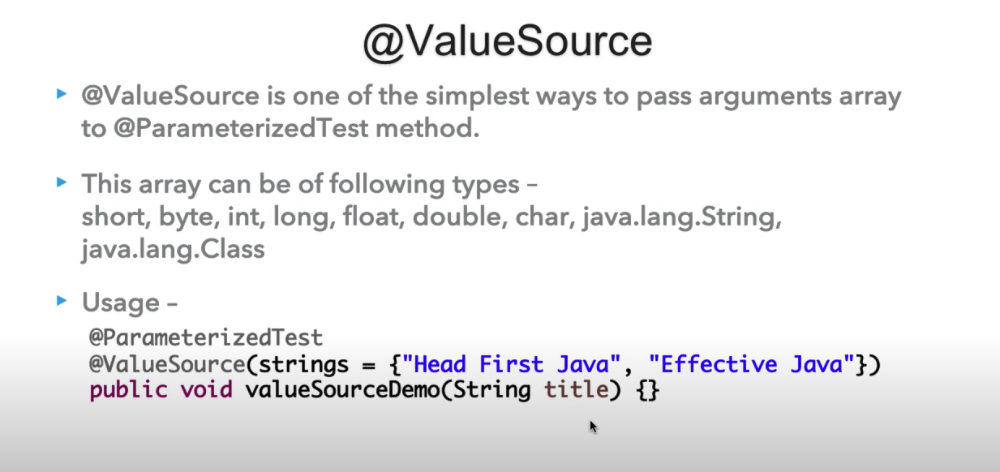 @ValueSource
@ValueSource is one of the simplest ways to pass arguments array
to @ParameterizedTest method.
This array can be of following types –
short, byte, int, long, float, double, char, java.lang.String,
java.lang.Class
Usage –
@ParameterizedTest
@ValueSource(strings = {"Head First Java", "Effective Java"})
public void valueSourceDemo(String title) {}